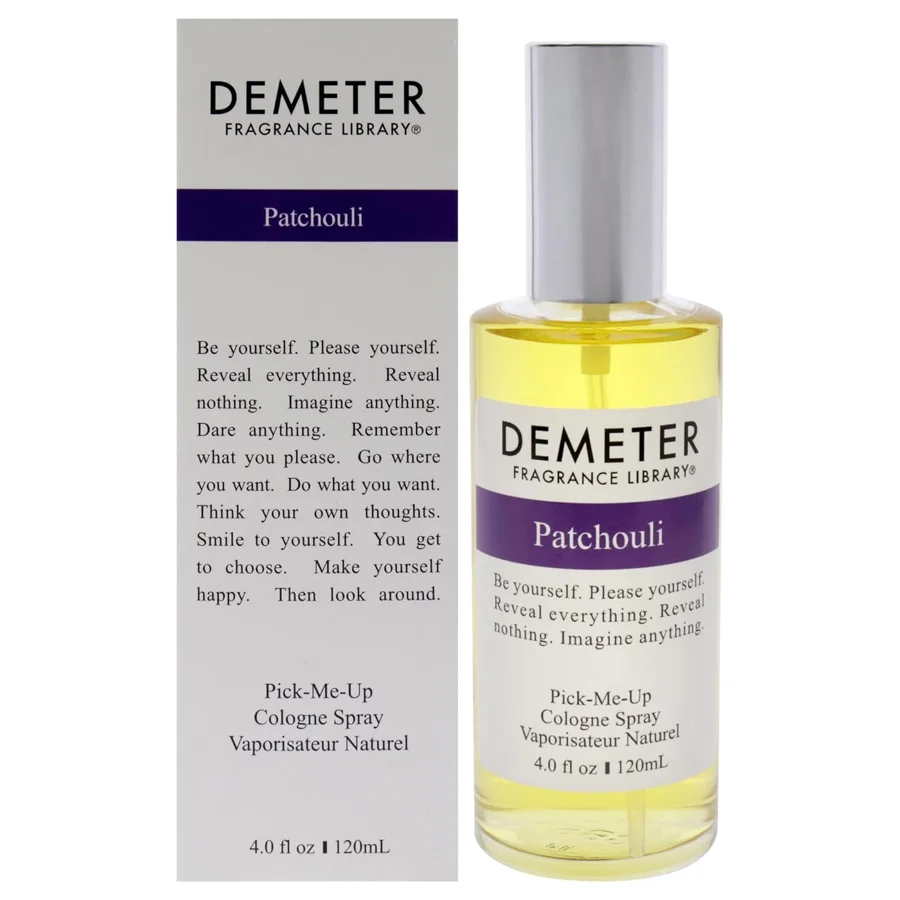 DEMETER
FRAGRANCE LIBRARY®
Patchouli
Be yourself. Please yourself.
Reveal everything. Reveal
nothing. Imagine anything.
Dare anything. Remember
what you please. Go where
you want. Do what you want.
Think your own thoughts.
Smile to yourself. You get
to choose. Make yourself
happy. Then look around.
Pick-Me-Up
Cologne Spray
Vaporisateur Naturel
4.0 fl oz ❙ 120mL
DEMETER
FRAGRANCE LIBRARY®
Patchouli
Be yourself. Please yourself.
Reveal everything. Reveal
nothing. Imagine anything.
Pick-Me-Up
Cologne Spray
Vaporisateur Naturel
4.0 fl oz ❙ 120mL